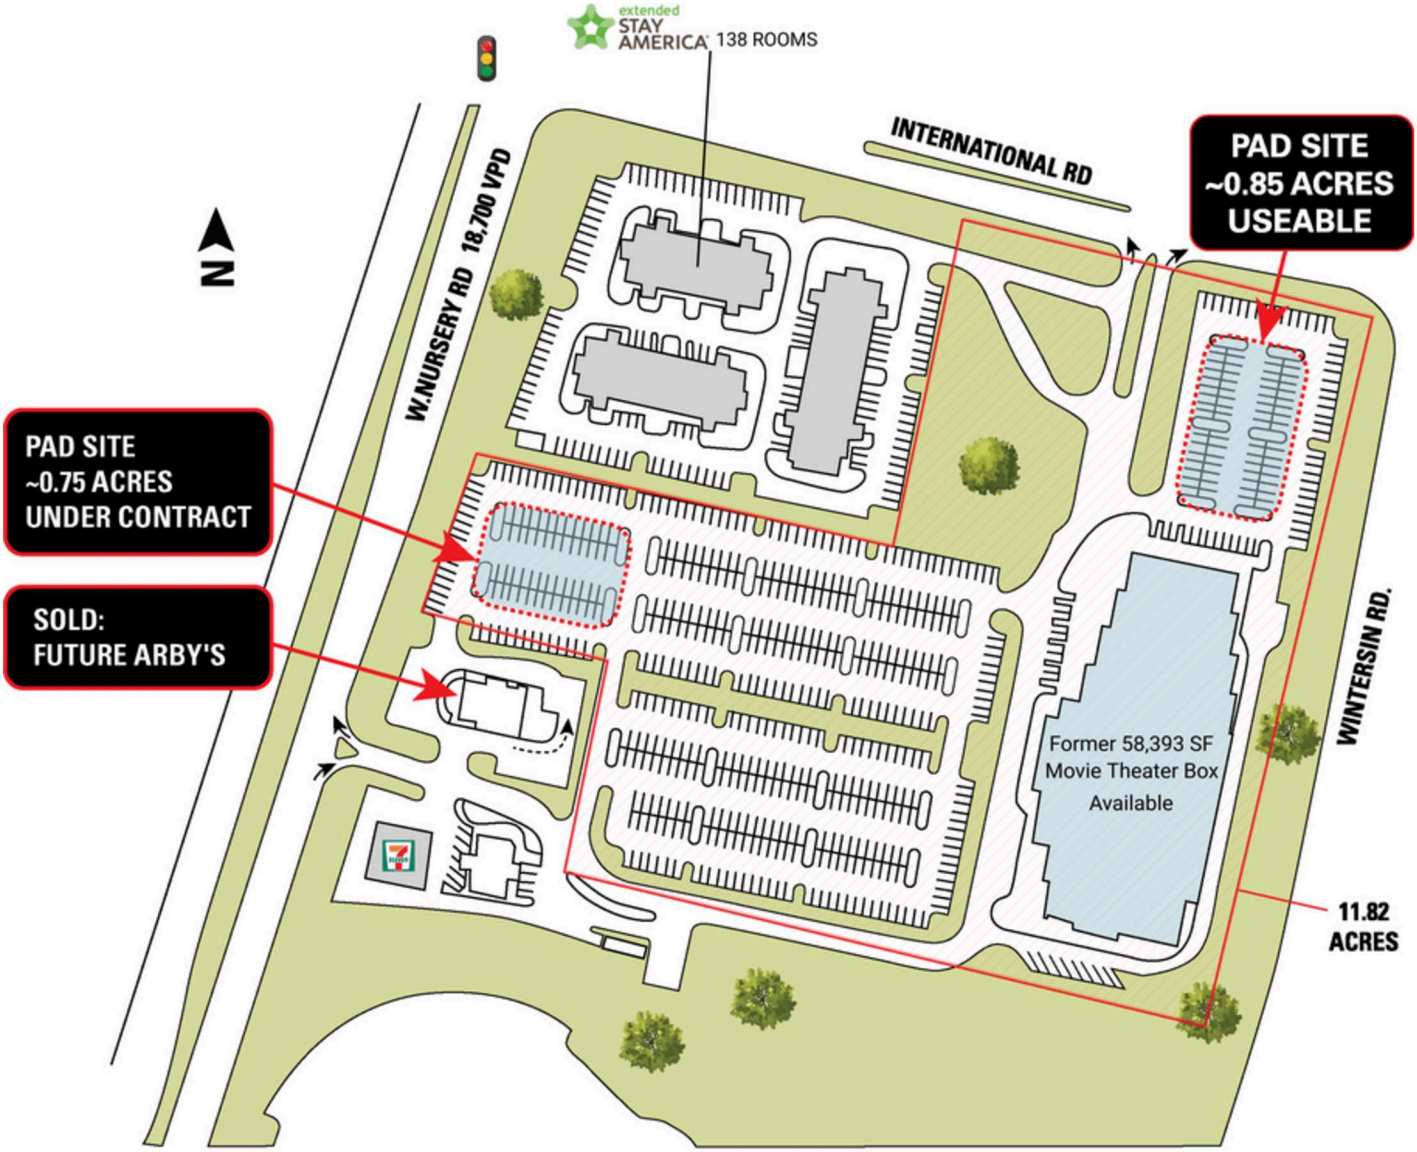 extended
STAY
AMERICA 138 ROOMS
INTERNATIONAL RD
PAD SITE
~0.85 ACRES
USEABLE
W.NURSERY RD 18,700 VPD
N
PAD SITE
~0.75 ACRES
UNDER CONTRACT
SOLD:
FUTURE ARBY'S
WINTERSIN RD.
Former 58,393 SF
Movie Theater Box
Available
7
ELEVEN
11.82
ACRES